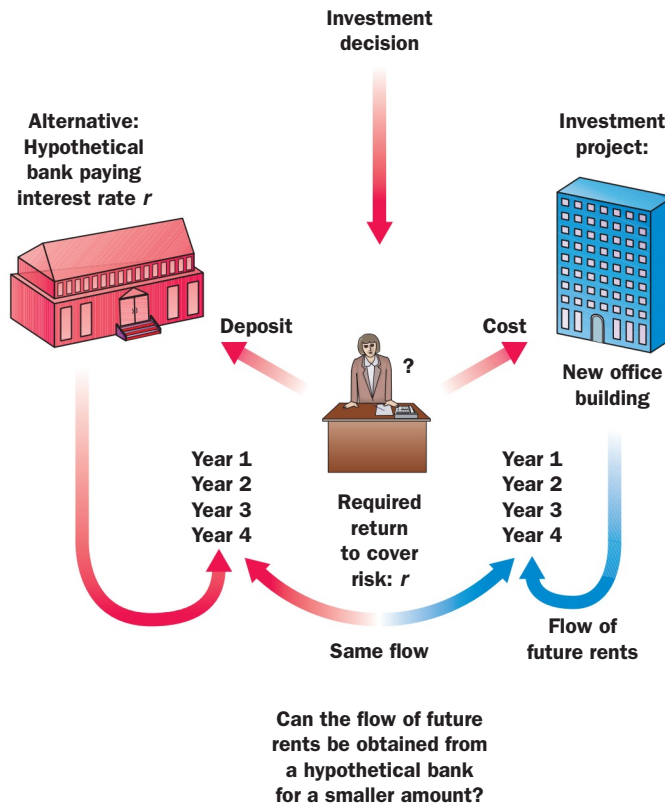 Investment
decision
Alternative:
Hypothetical
bank paying
interest rate r
Investment
project:
Deposit
Cost
?
New office
building
Year 1
Year 2
Year 3
Year 4
Required
return
to cover
risk: r
Year 1
Year 2
Year 3
Year 4
Same flow
Flow of
future rents
Can the flow of future
rents be obtained from
a hypothetical bank
for a smaller amount?